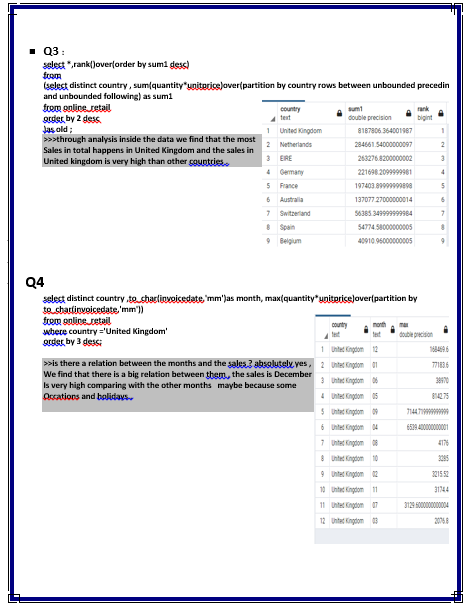 Q3 :
select *,rank()over(order by sum1 desc)
from
(select distinct country , sum(quantity*unitprice)over(partition by country rows between unbounded precedin
and unbounded following) as sum1
from online_retail
order by 2 desc
)as old ;
>>>through analysis inside the data we find that the most
Sales in total happens in United Kingdom and the sales in
United kingdom is very high than other countries .
country sum1 rank
text double precision bigint
1 United Kingdom 8187806.364001987 1
2 Netherlands 284661.54000007 2
3 EIRE 263276.82000002 3
4 Germany 221698.2099999981 4
5 France 197403.89999999898 5
6 Australia 137077.27000000014 6
7 Switzerland 56385.349999999984 7
8 Spain 54774.58000000005 8
9 Belgium 40910.96000000005 9
Q4
select distinct country ,to_char(invoicedate,'mm')as month, max(quantity*unitprice)over(partition by
to_char(invoicedate,'mm'))
from online_retail
where country ='United Kingdom'
order by 3 desc;
>>is there a relation between the months and the sales ? absolutely yes ,
We find that there is a big relation between them , the sales is December
Is very high comparing with the other months maybe because some
Occrations and holidays .
country month max
text text double precision
1 United Kingdom 12 168469.6
2 United Kingdom 01 77183.6
3 United Kingdom 06 38970
4 United Kingdom 05 8142.75
5 United Kingdom 09 7144.719999999999
6 United Kingdom 04 6539.400000000001
7 United Kingdom 08 4176
8 United Kingdom 10 3285
9 United Kingdom 02 3215.52
10 United Kingdom 11 3174.4
11 United Kingdom 07 3129.6000000000004
12 United Kingdom 03 2076.8